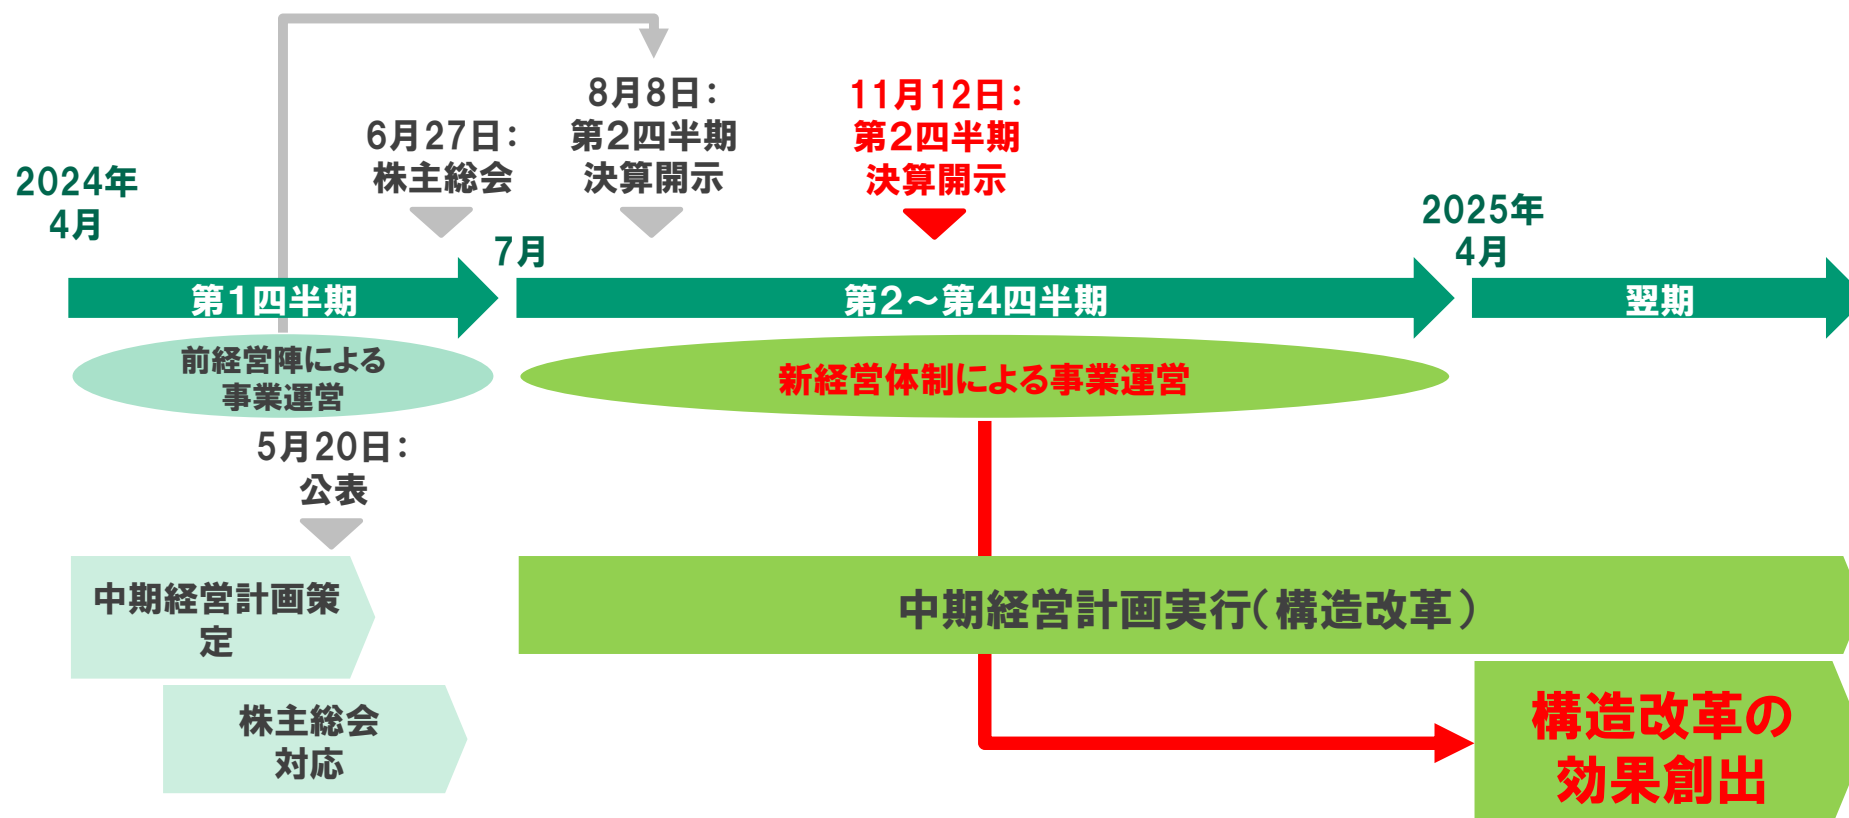 2024年
4月
6月27日：
株主総会
8月8日：
第２四半期
決算開示
11月12日：
第２四半期
決算開示
7月
2025年
4月
第１四半期
第２～第４四半期
翌期
前経営陣による
事業運営
新経営体制による事業運営
5月20日：
公表
中期経営計画策
定
中期経営計画実行（構造改革）
株主総会
対応
構造改革の
効果創出